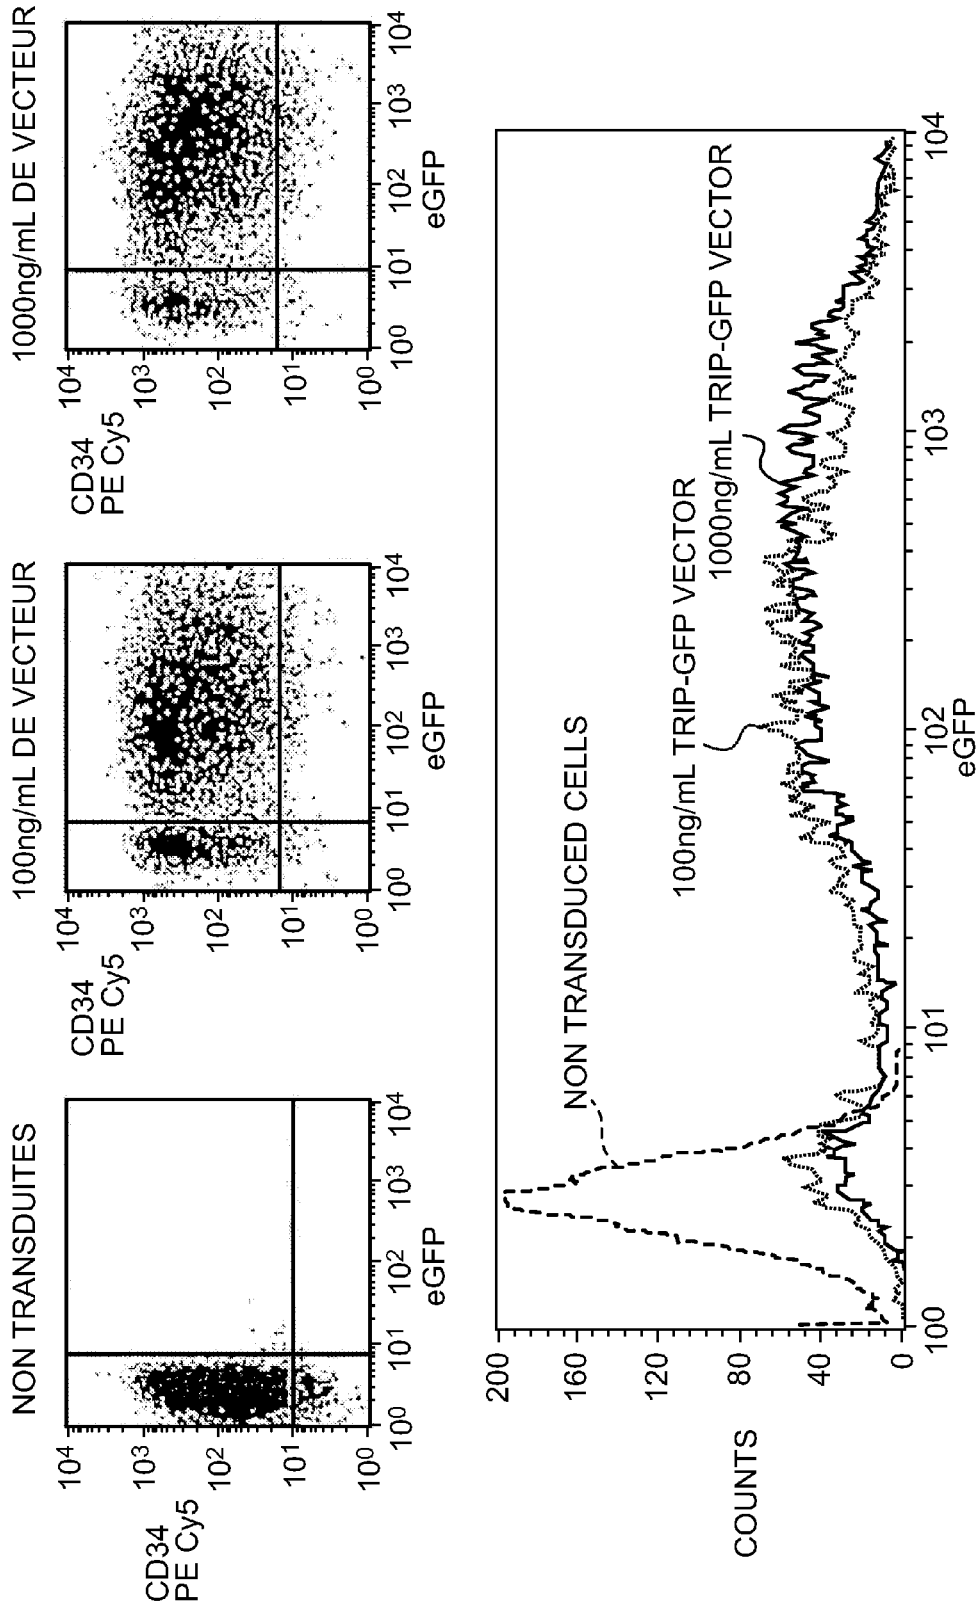 NON TRANSDUITES
CD34
PE Cy5
10⁴
10³
10²
10¹
10⁰
10⁰ 10¹ 10² 10³ 10⁴
eGFP
100ng/mL DE VECTEUR
CD34
PE Cy5
10⁴
10³
10²
10¹
10⁰
10⁰ 10¹ 10² 10³ 10⁴
eGFP
1000ng/mL DE VECTEUR
CD34
PE Cy5
10⁴
10³
10²
10¹
10⁰
10⁰ 10¹ 10² 10³ 10⁴
eGFP
COUNTS
200
160
120
80
40
0
NON TRANSDUCED CELLS
100ng/mL TRIP-GFP VECTOR
1000ng/mL TRIP-GFP VECTOR
10⁰ 10¹ 10² 10³ 10⁴
eGFP